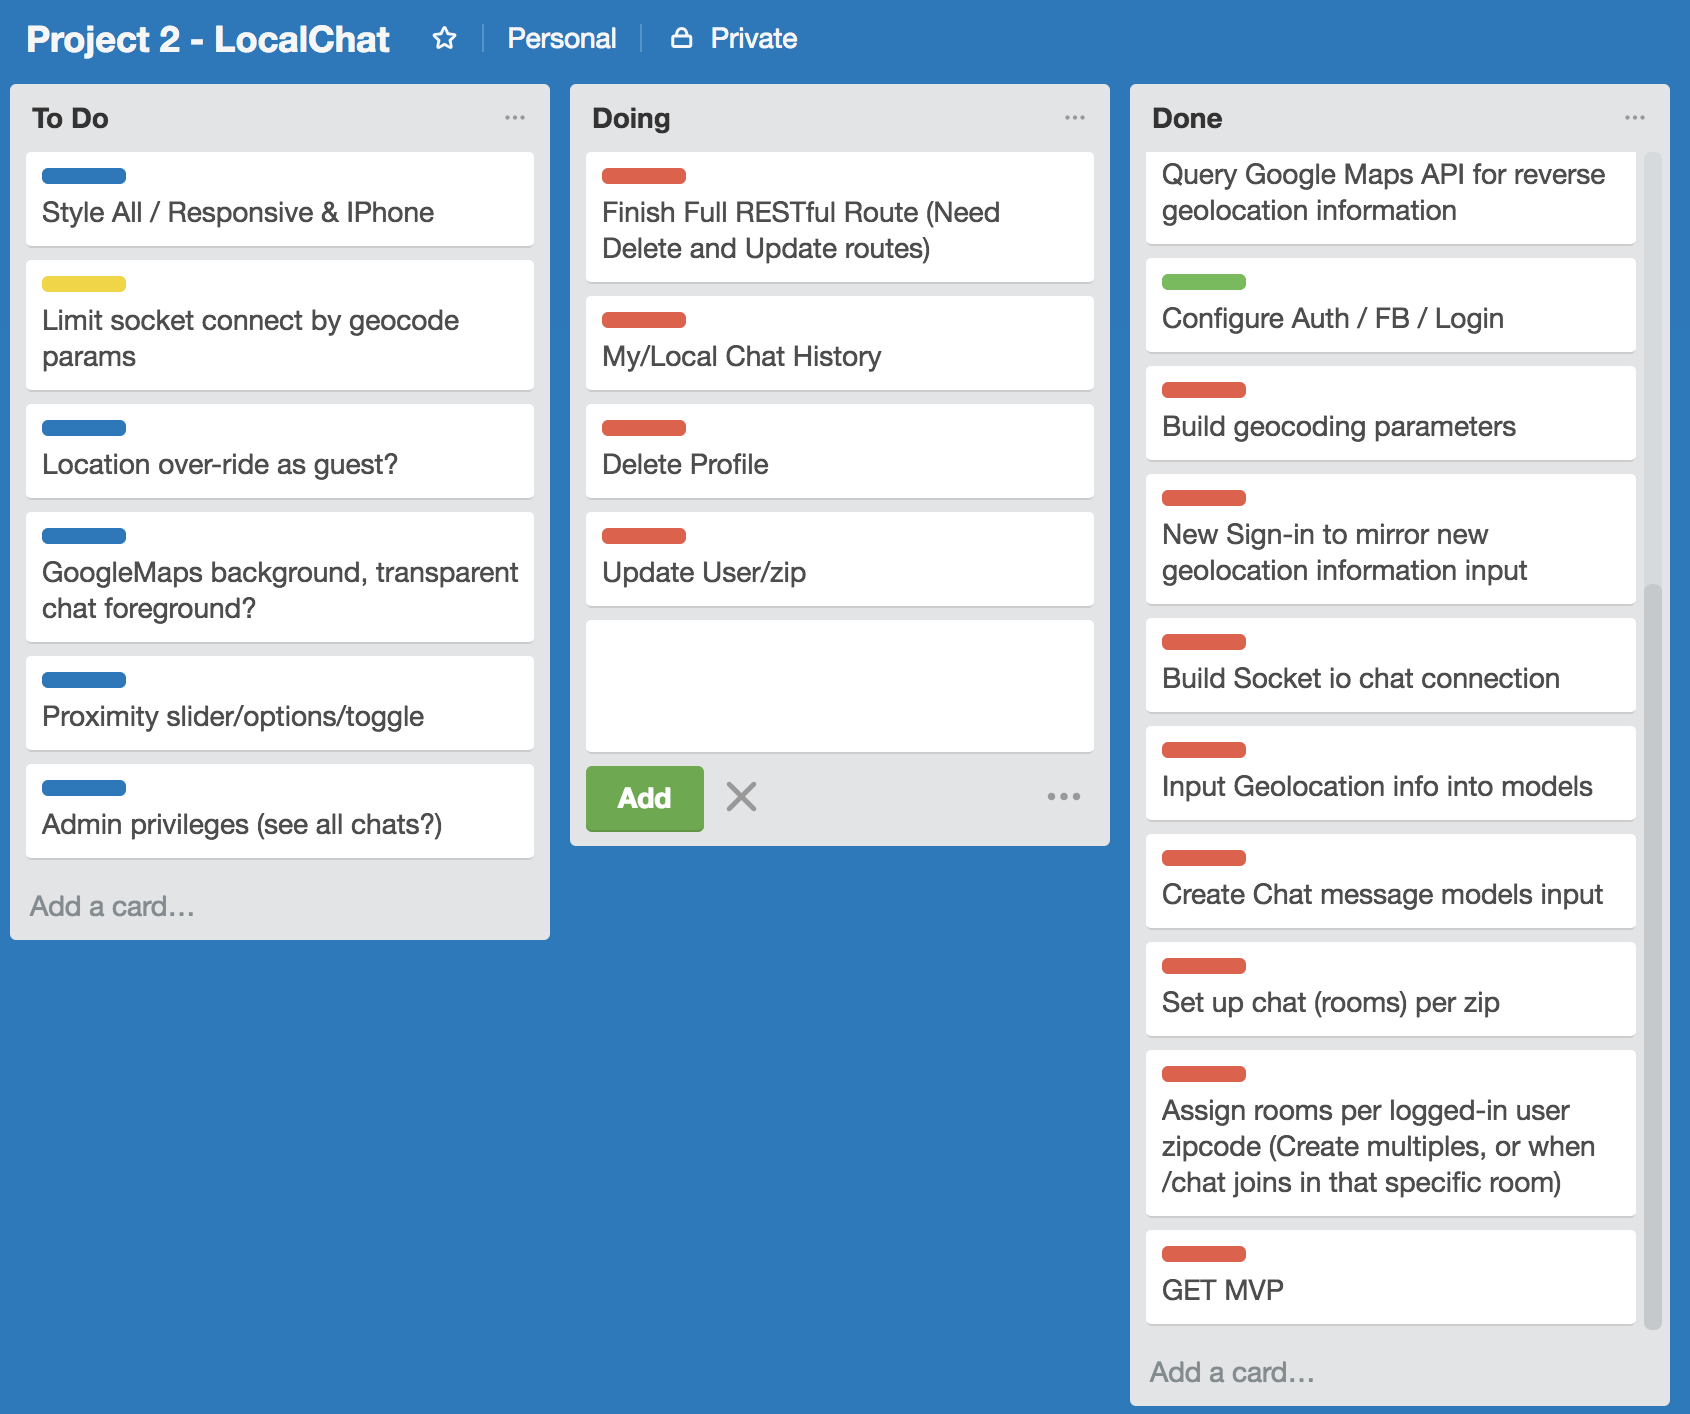 Project 2 - LocalChat
Personal
Private
To Do
Style All / Responsive & IPhone
Limit socket connect by geocode
params
Location over-ride as guest?
GoogleMaps background, transparent
chat foreground?
Proximity slider/options/toggle
Admin privileges (see all chats?)
Add a card...
Doing
Finish Full RESTful Route (Need
Delete and Update routes)
My/Local Chat History
Delete Profile
Update User/zip
Add
Done
Query Google Maps API for reverse
geolocation information
Configure Auth / FB / Login
Build geocoding parameters
New Sign-in to mirror new
geolocation information input
Build Socket io chat connection
Input Geolocation info into models
Create Chat message models input
Set up chat (rooms) per zip
Assign rooms per logged-in user
zipcode (Create multiples, or when
/chat joins in that specific room)
GET MVP
Add a card...